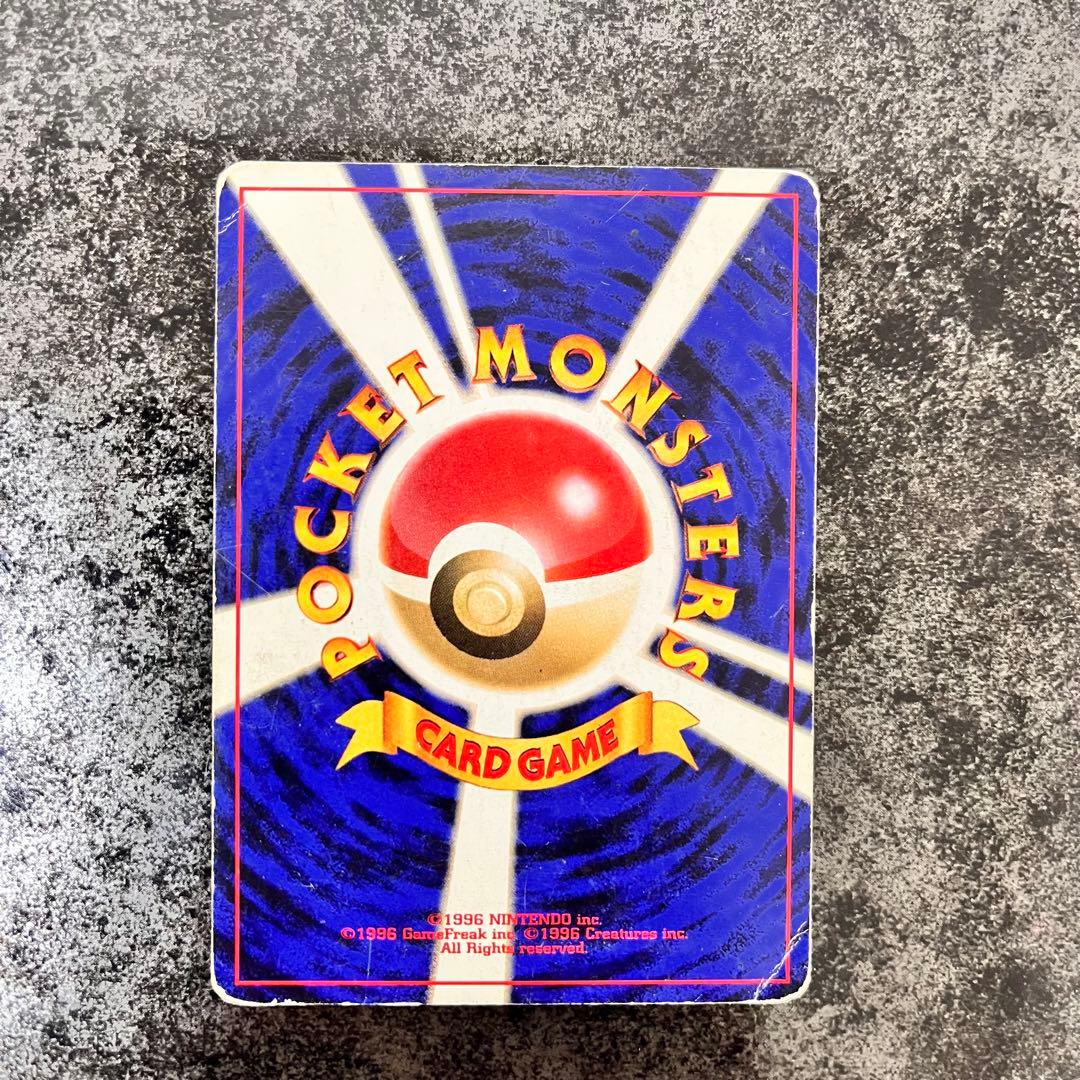 POCKET MONSTERS
CARD GAME
©1996 NINTENDO inc.
©1996 GameFreak inc. ©1996 Creatures inc.
All Rights reserved.